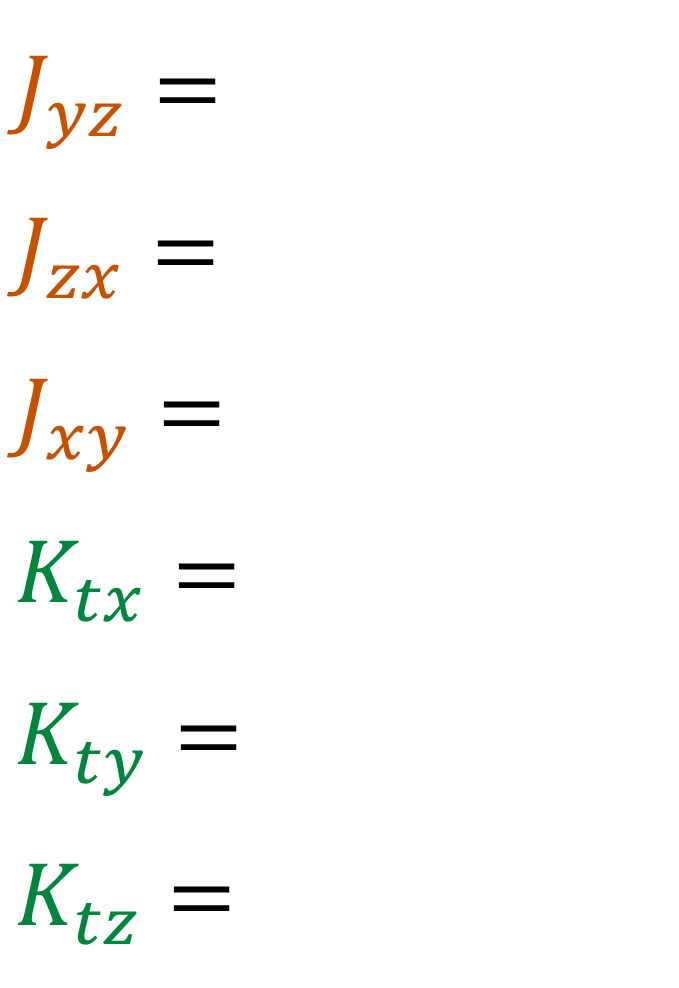 J_yz =
J_zx =
J_xy =
K_tx =
K_ty =
K_tz =